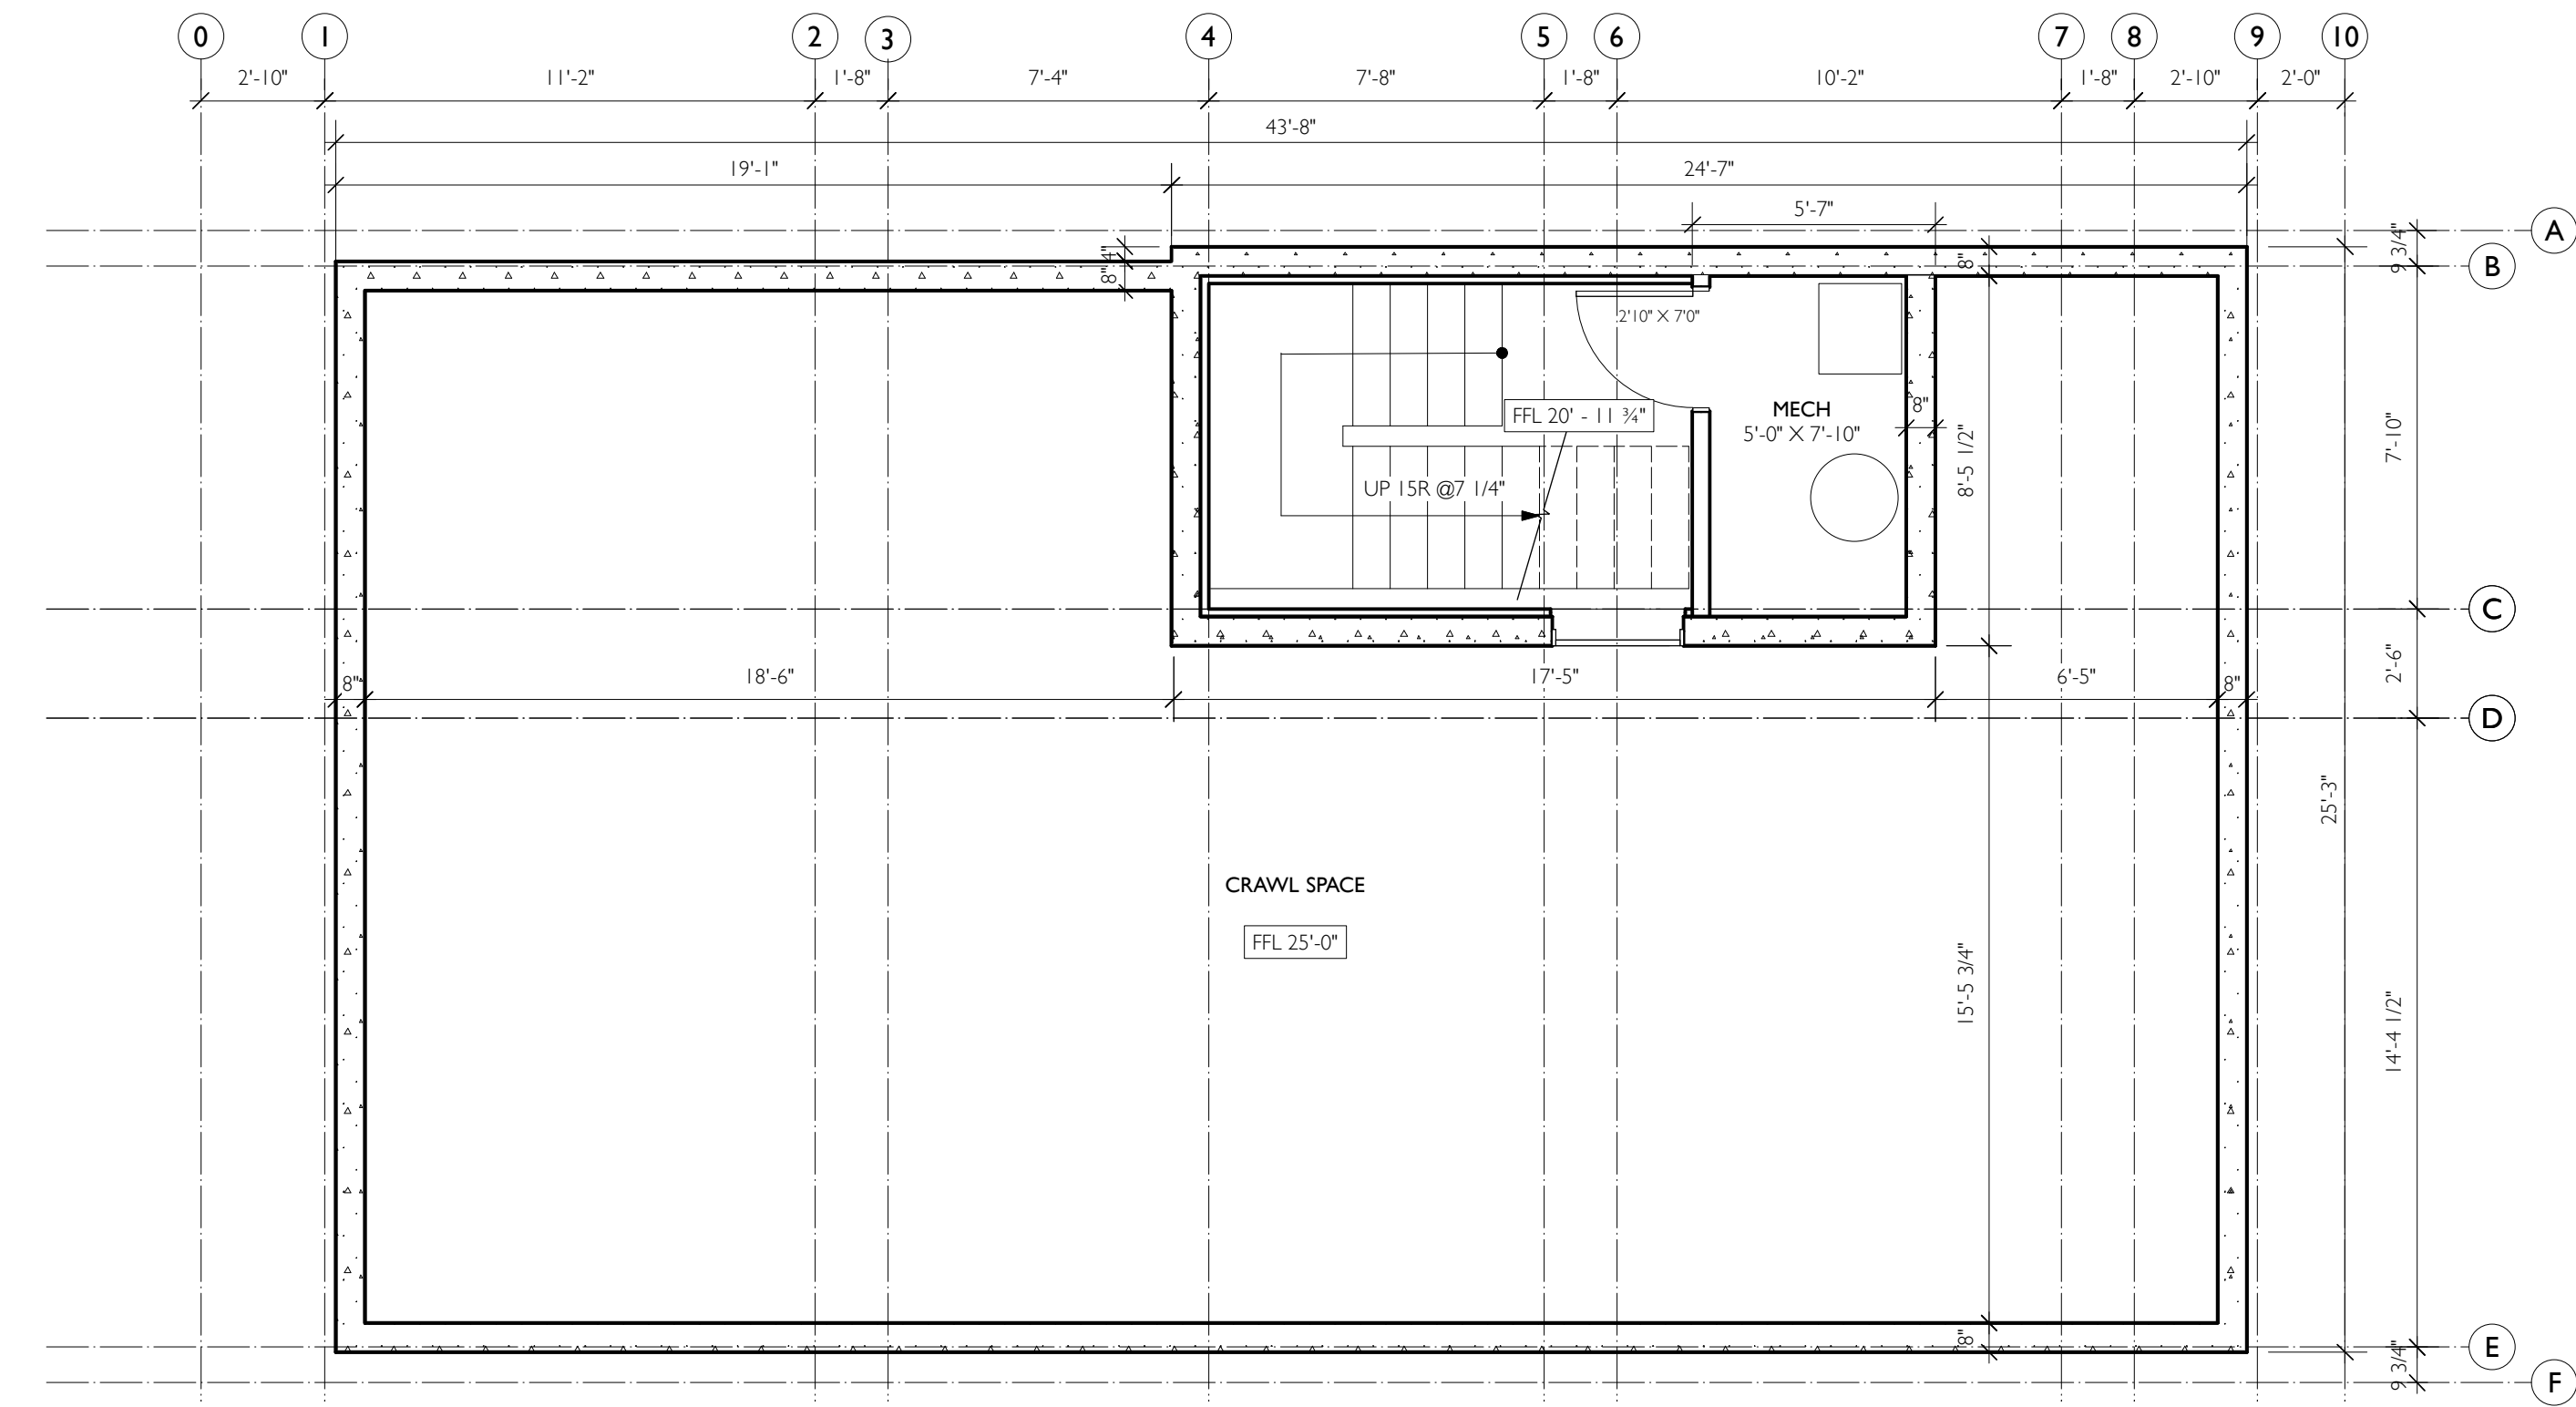 0 1 2 3 4 5 6 7 8 9 10
2'-10" 11'-2" 1'-8" 7'-4" 7'-8" 1'-8" 10'-2" 1'-8" 2'-10" 2'-0"
43'-8"
19'-1" 24'-7"
5'-7"
A
9 3/4"
4"
8"
8"
B
2'10" X 7'0"
FFL 20' - 11 ¾"
MECH
5'-0" X 7'-10"
8"
8'-5 1/2"
7'-10"
UP 15R @7 1/4"
C
8" 18'-6" 17'-5" 6'-5" 8"
2'-6"
D
25'-3"
CRAWL SPACE
FFL 25'-0"
15'-5 3/4"
14'-4 1/2"
8"
E
9 3/4"
F